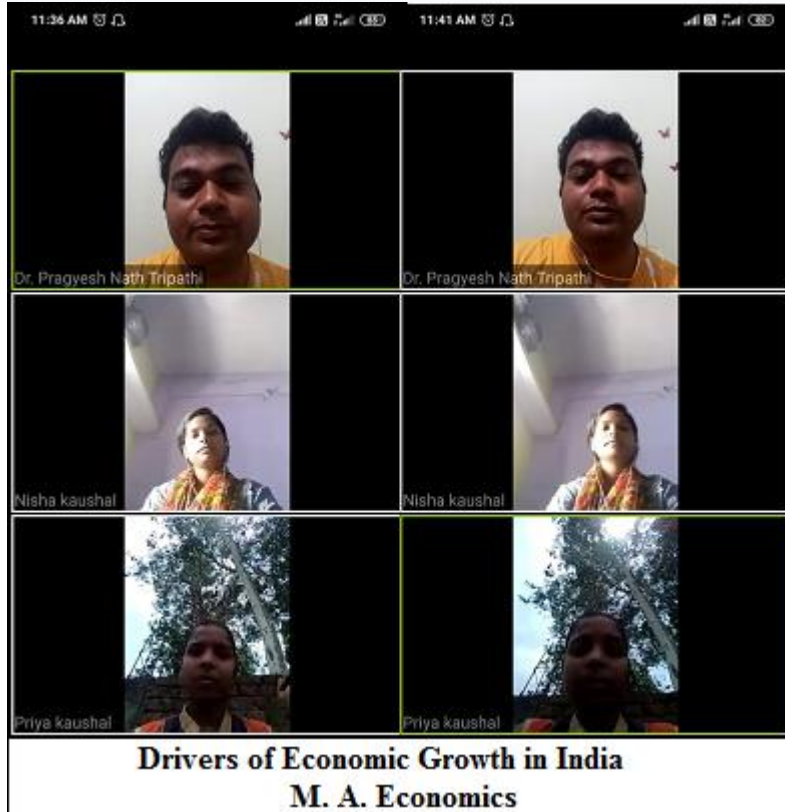 11:36 AM
11:41 AM
Dr. Pragyesh Nath Tripathi
Dr. Pragyesh Nath Tripathi
Nisha kaushal
Nisha kaushal
Priya kaushal
Priya kaushal
Drivers of Economic Growth in India
M. A. Economics